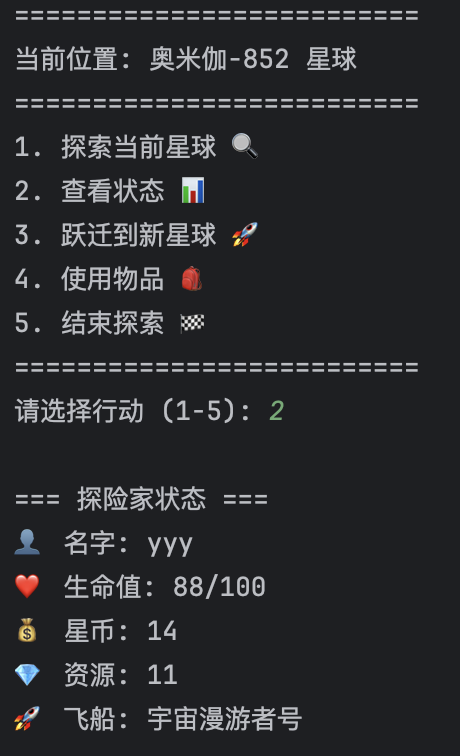 ==========================
当前位置: 奥米伽-852 星球
==========================
1. 探索当前星球 🔍
2. 查看状态 📊
3. 跃迁到新星球 🚀
4. 使用物品 🎒
5. 结束探索 🏁
==========================
请选择行动 (1-5): 2
=== 探险家状态 ===
👤 名字: yyy
❤️ 生命值: 88/100
💰 星币: 14
💎 资源: 11
🚀 飞船: 宇宙漫游者号